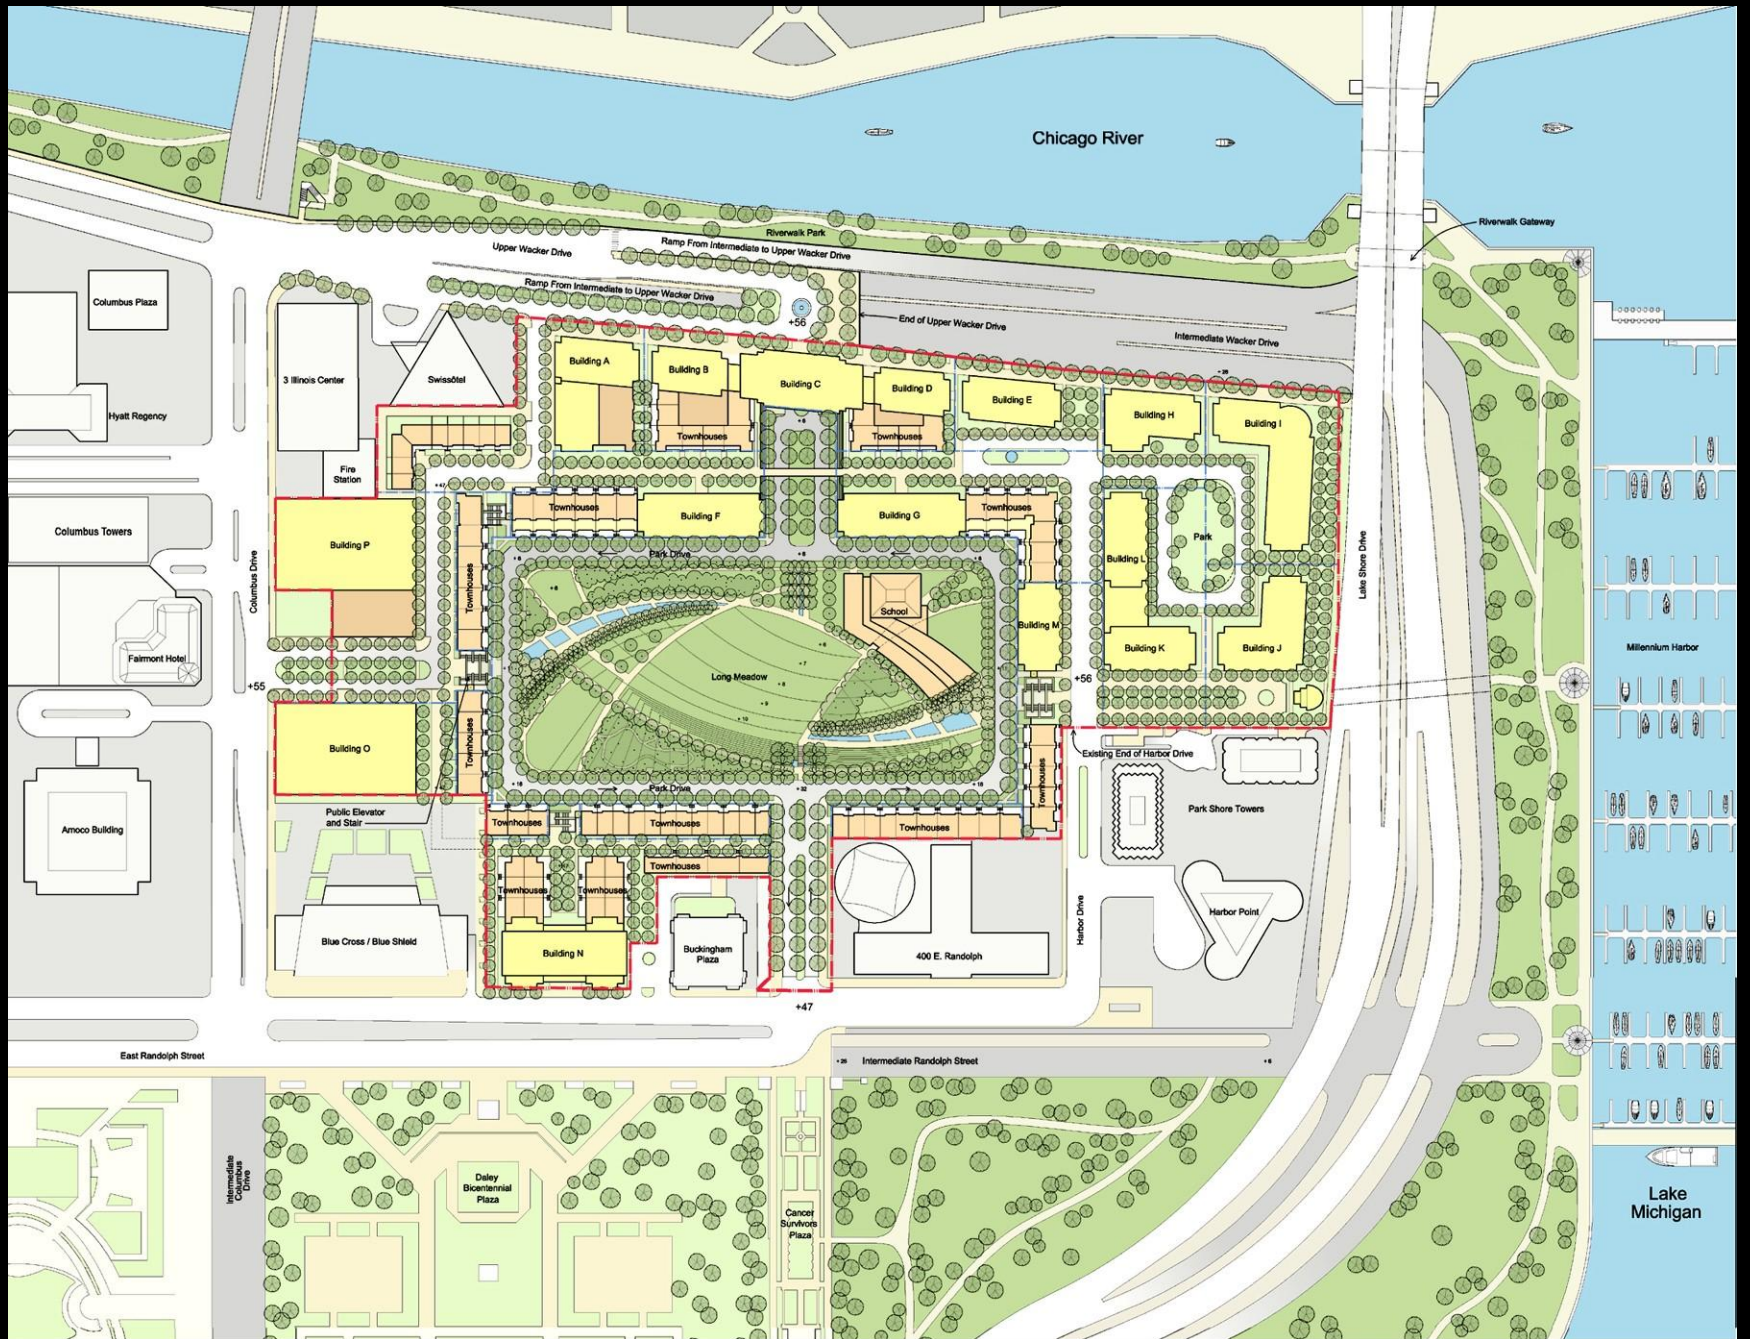 Chicago River
Riverwalk Gateway
Riverwalk Park
Upper Wacker Drive
Ramp From Intermediate to Upper Wacker Drive
Ramp From Intermediate to Upper Wacker Drive
Columbus Plaza
+56
End of Upper Wacker Drive
Intermediate Wacker Drive
3 Illinois Center
Swissôtel
Building A
Building B
Building C
Building D
Building E
Building H
Building I
Hyatt Regency
Townhouses
Townhouses
Fire
Station
+47
Columbus Towers
Building P
Townhouses
Building F
Building G
Townhouses
Park Drive
Building L
Park
Columbus Drive
Townhouses
School
Lake Shore Drive
Building M
Building K
Building J
Fairmont Hotel
Long Meadow
Millennium Harbor
+55
+56
Building O
Townhouses
Existing End of Harbor Drive
Park Drive
+32
Townhouses
Public Elevator
and Stair
Park Shore Towers
Amoco Building
Townhouses
Townhouses
Townhouses
Townhouses
Townhouses
Townhouses
Blue Cross / Blue Shield
Building N
Buckingham
Plaza
400 E. Randolph
Harbor Drive
Harbor Point
+47
East Randolph Street
Intermediate Randolph Street
Intermediate
Columbus
Drive
Daley
Bicentennial
Plaza
Cancer
Survivors
Plaza
Lake
Michigan